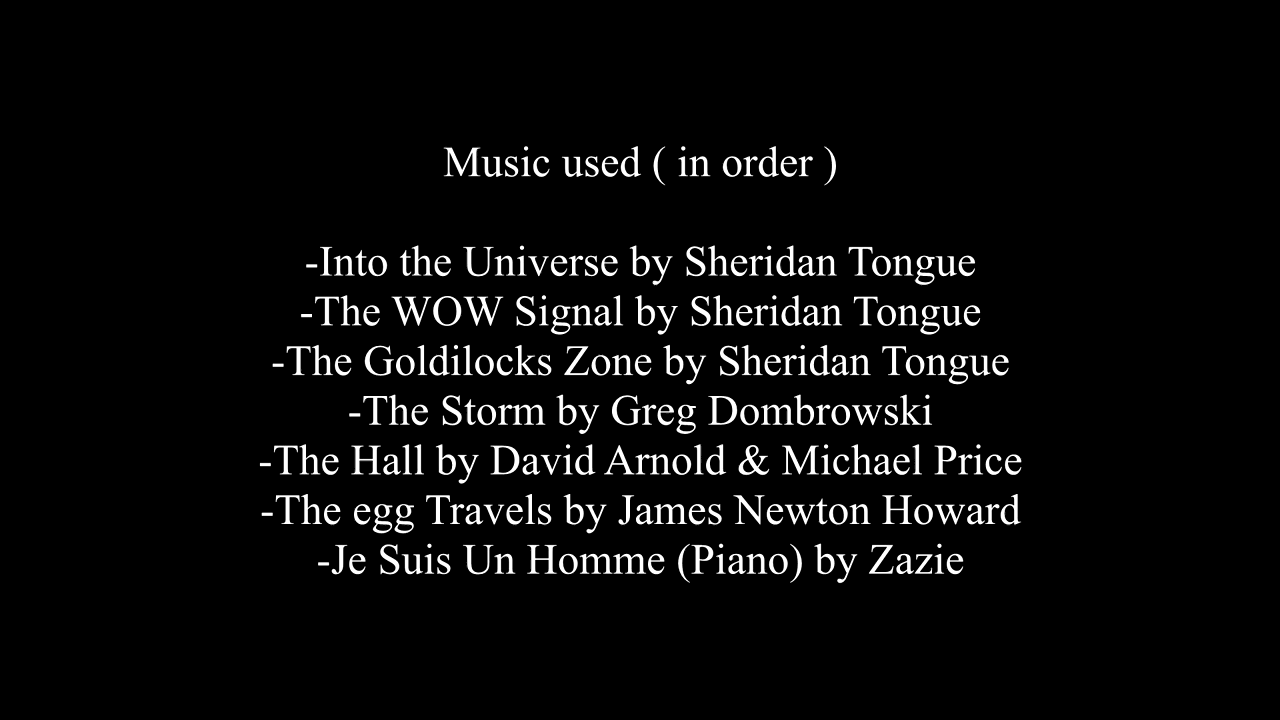 Music used ( in order )
-Into the Universe by Sheridan Tongue
-The WOW Signal by Sheridan Tongue
-The Goldilocks Zone by Sheridan Tongue
-The Storm by Greg Dombrowski
-The Hall by David Arnold & Michael Price
-The egg Travels by James Newton Howard
-Je Suis Un Homme (Piano) by Zazie